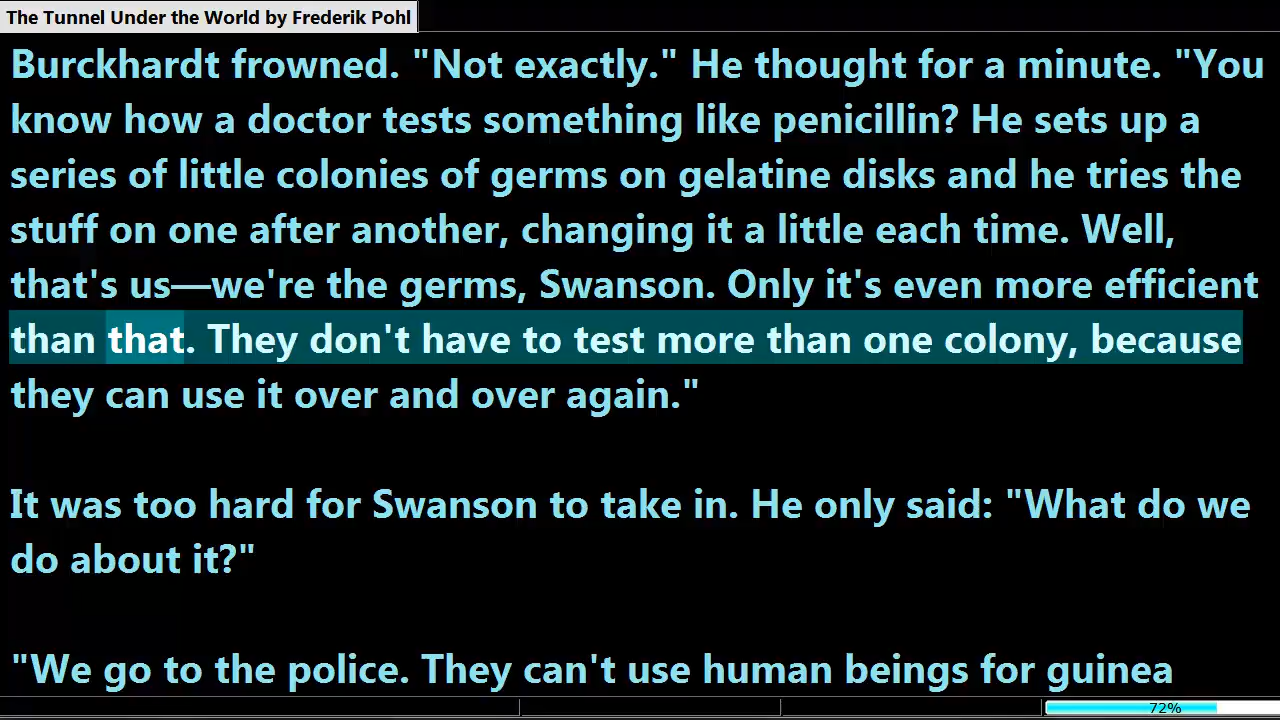 The Tunnel Under the World by Frederik Pohl
Burckhardt frowned. "Not exactly." He thought for a minute. "You
know how a doctor tests something like penicillin? He sets up a
series of little colonies of germs on gelatine disks and he tries the
stuff on one after another, changing it a little each time. Well,
that's us—we're the germs, Swanson. Only it's even more efficient
than that. They don't have to test more than one colony, because
they can use it over and over again."
It was too hard for Swanson to take in. He only said: "What do we
do about it?"
"We go to the police. They can't use human beings for guinea
72%